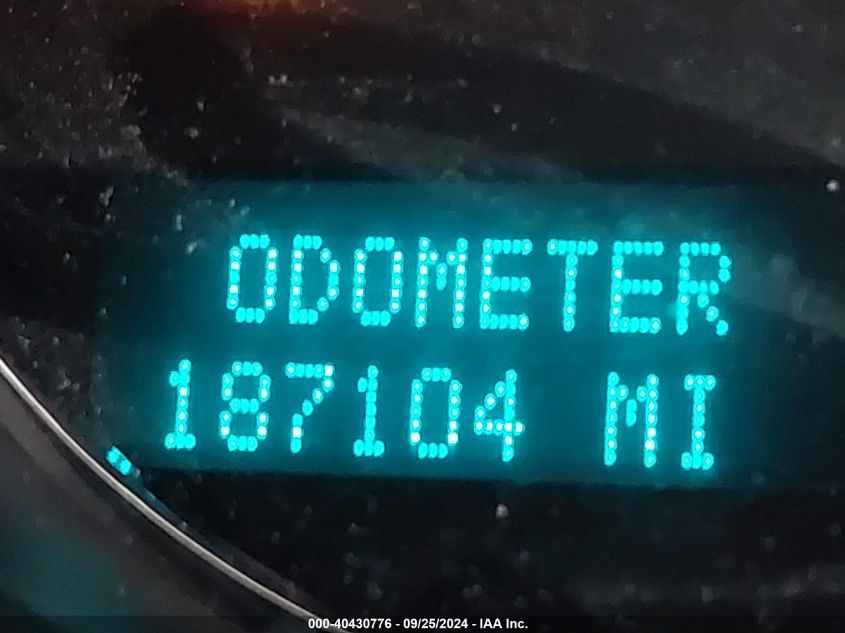 ODOMETER
187104 MI
000-40430776 - 09/25/2024 - IAA Inc.